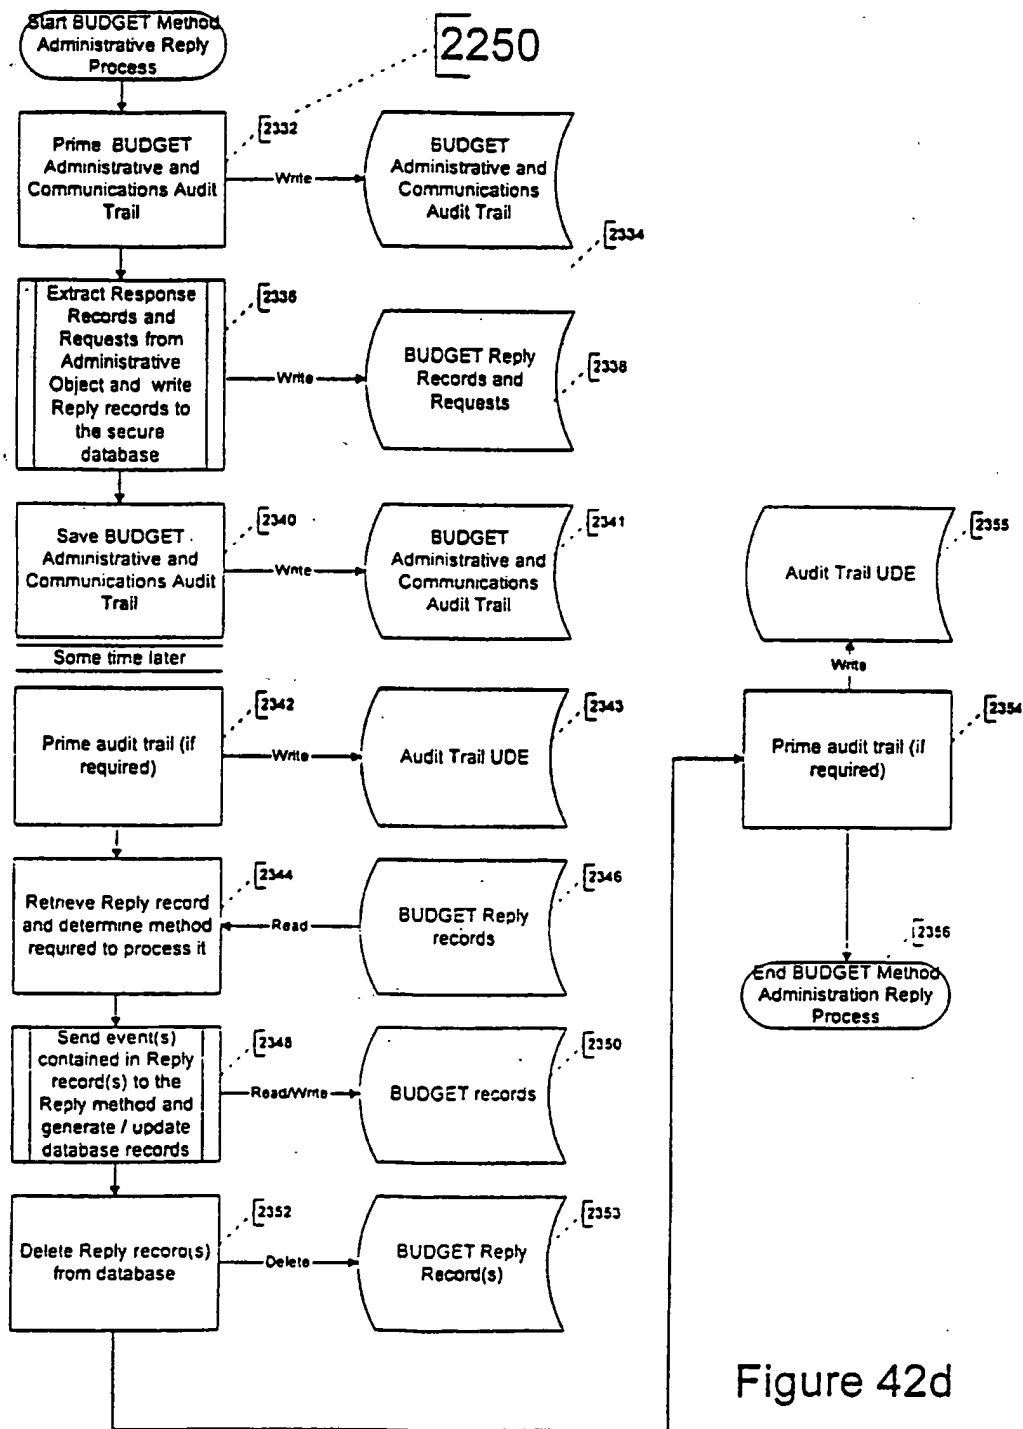 Start BUDGET Method
Administrative Reply
Process
2250
2332
Prime BUDGET
Administrative and
Communications Audit
Trail
Write
BUDGET
Administrative and
Communications
Audit Trail
2334
2336
Extract Response
Records and
Requests from
Administrative
Object and write
Reply records to
the secure
database
Write
BUDGET Reply
Records and
Requests
2338
2340
Save BUDGET
Administrative and
Communications Audit
Trail
Write
BUDGET
Administrative and
Communications
Audit Trail
2341
Some time later
2342
Prime audit trail (if
required)
Write
Audit Trail UDE
2343
2344
Retrieve Reply record
and determine method
required to process it
Read
BUDGET Reply
records
2346
2348
Send event(s)
contained in Reply
record(s) to the
Reply method and
generate / update
database records
Read/Write
BUDGET records
2350
2352
Delete Reply record(s)
from database
Delete
BUDGET Reply
Record(s)
2353
2355
Audit Trail UDE
Write
2354
Prime audit trail (if
required)
2356
End BUDGET Method
Administration Reply
Process
Figure 42d